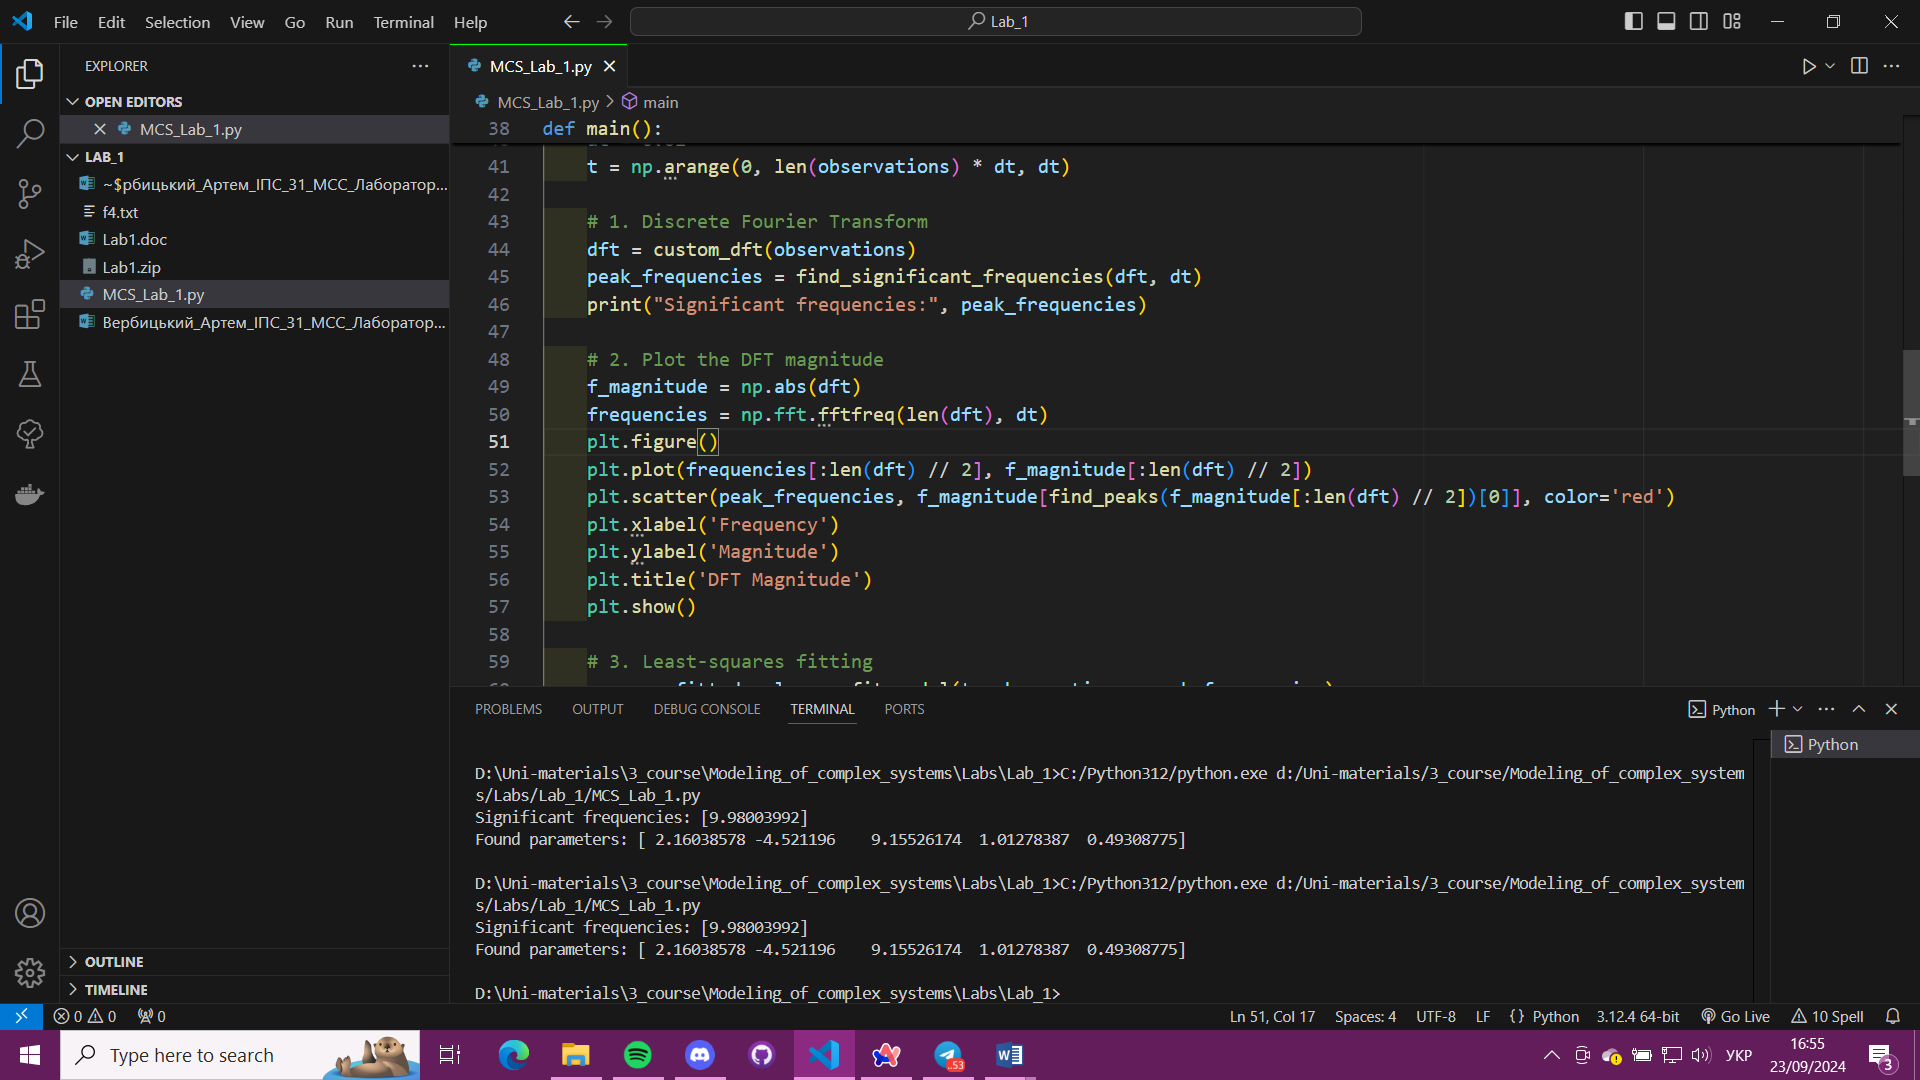 File Edit Selection View Go Run Terminal Help
Lab_1
EXPLORER
OPEN EDITORS
MCS_Lab_1.py
LAB_1
~$рбицький_Артем_ІПС_31_МСС_Лаборатор...
f4.txt
Lab1.doc
Lab1.zip
MCS_Lab_1.py
Вербицький_Артем_ІПС_31_МСС_Лаборатор...
OUTLINE
TIMELINE
MCS_Lab_1.py
MCS_Lab_1.py > main
38 def main():
41 t = np.arange(0, len(observations) * dt, dt)
42
43 # 1. Discrete Fourier Transform
44 dft = custom_dft(observations)
45 peak_frequencies = find_significant_frequencies(dft, dt)
46 print("Significant frequencies:", peak_frequencies)
47
48 # 2. Plot the DFT magnitude
49 f_magnitude = np.abs(dft)
50 frequencies = np.fft.fftfreq(len(dft), dt)
51 plt.figure()
52 plt.plot(frequencies[:len(dft) // 2], f_magnitude[:len(dft) // 2])
53 plt.scatter(peak_frequencies, f_magnitude[find_peaks(f_magnitude[:len(dft) // 2])[0]], color='red')
54 plt.xlabel('Frequency')
55 plt.ylabel('Magnitude')
56 plt.title('DFT Magnitude')
57 plt.show()
58
59 # 3. Least-squares fitting
PROBLEMS OUTPUT DEBUG CONSOLE TERMINAL PORTS
Python
Python
D:\Uni-materials\3_course\Modeling_of_complex_systems\Labs\Lab_1>C:/Python312/python.exe d:/Uni-materials/3_course/Modeling_of_complex_system
s/Labs/Lab_1/MCS_Lab_1.py
Significant frequencies: [9.98003992]
Found parameters: [ 2.16038578 -4.521196    9.15526174  1.01278387  0.49308775]
D:\Uni-materials\3_course\Modeling_of_complex_systems\Labs\Lab_1>C:/Python312/python.exe d:/Uni-materials/3_course/Modeling_of_complex_system
s/Labs/Lab_1/MCS_Lab_1.py
Significant frequencies: [9.98003992]
Found parameters: [ 2.16038578 -4.521196    9.15526174  1.01278387  0.49308775]
D:\Uni-materials\3_course\Modeling_of_complex_systems\Labs\Lab_1>
0 0 0 Ln 51, Col 17 Spaces: 4 UTF-8 LF {} Python 3.12.4 64-bit Go Live 10 Spell
Type here to search
53
УКР
16:55
23/09/2024
3